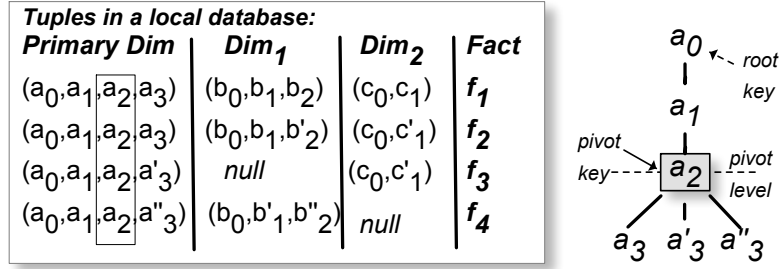 Tuples in a local database:
Primary Dim Dim₁ Dim₂ Fact
(a₀,a₁,a₂,a₃) (b₀,b₁,b₂) (c₀,c₁) f₁
(a₀,a₁,a₂,a₃) (b₀,b₁,b'₂) (c₀,c'₁) f₂
(a₀,a₁,a₂,a'₃) null (c₀,c'₁) f₃
(a₀,a₁,a₂,a''₃) (b₀,b'₁,b''₂) null f₄
a₀
root
key
a₁
pivot
key
a₂
pivot
level
a₃ a'₃ a''₃